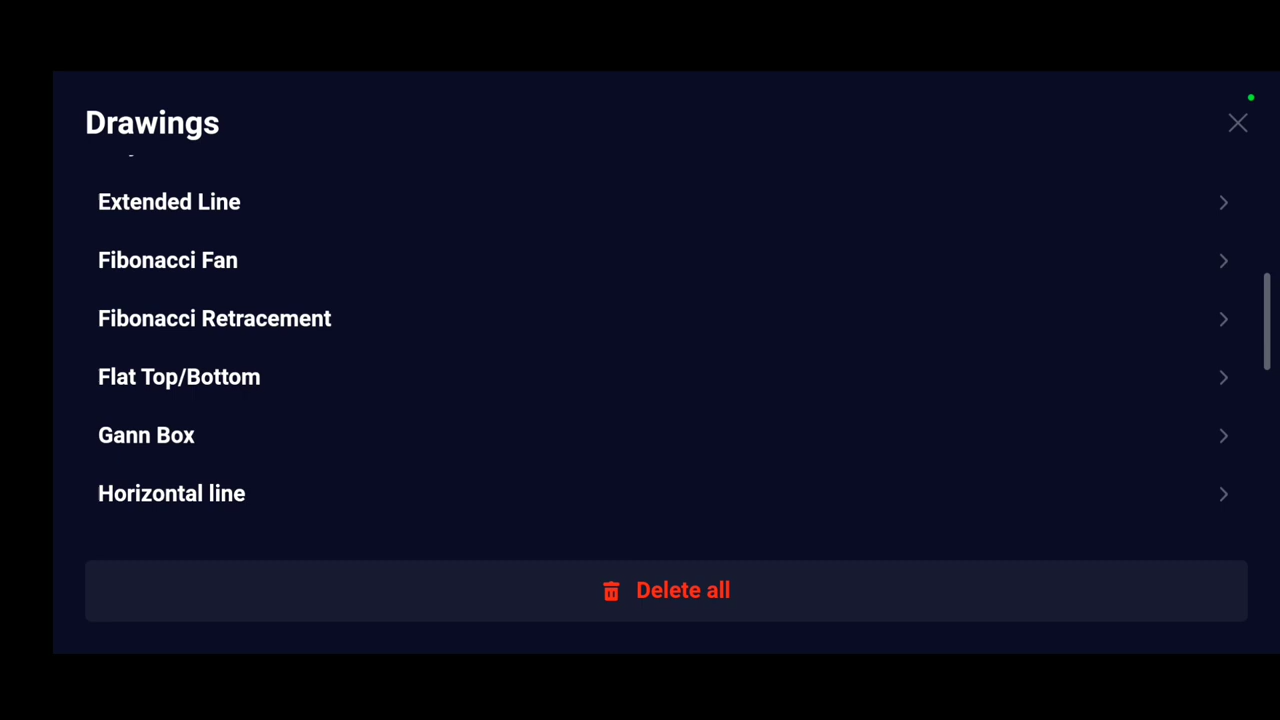 Drawings
Extended Line
Fibonacci Fan
Fibonacci Retracement
Flat Top/Bottom
Gann Box
Horizontal line
Delete all